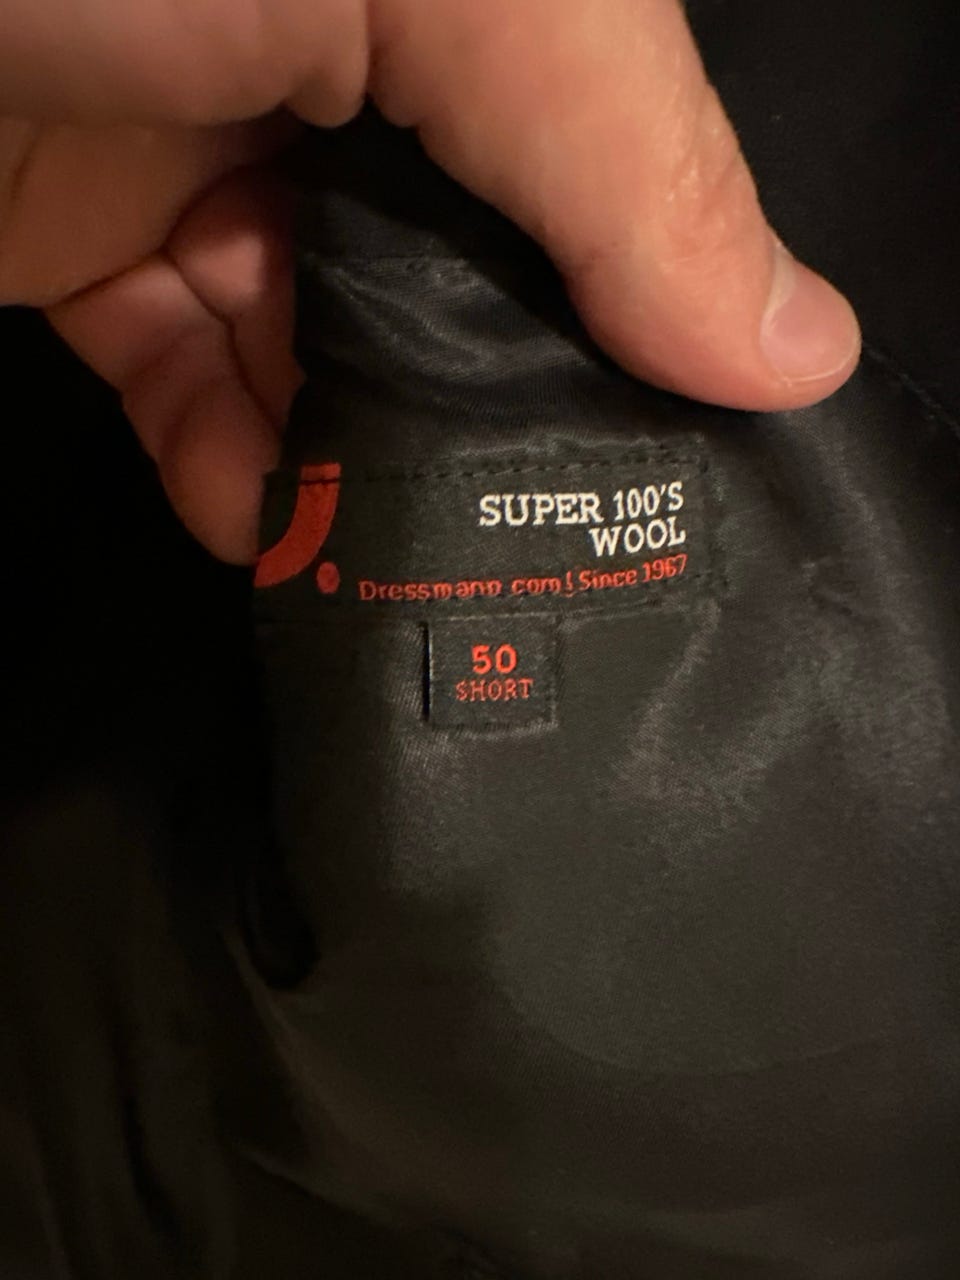 SUPER 100'S
WOOL
Dressmann com | Since 1967
50
SHORT